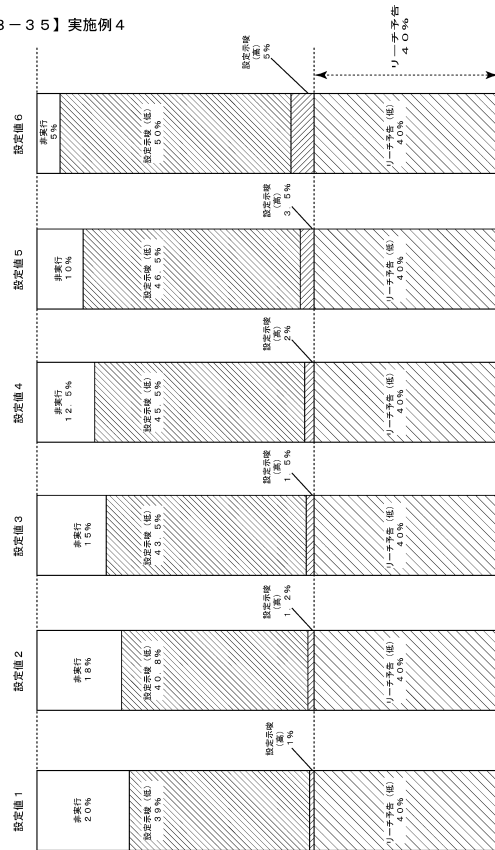 ３－３５】実施例４
設定値６
非実行
５％
設定示唆（低）
５０％
設定示唆
（高）
５％
リーチ予告（低）
４０％
リーチ予告
４０％
設定値５
非実行
１０％
設定示唆（低）
４６．５％
設定示唆
（高）
３．５％
リーチ予告（低）
４０％
設定値４
非実行
１２．５％
設定示唆（低）
４５．５％
設定示唆
（高）
２％
リーチ予告（低）
４０％
設定値３
非実行
１５％
設定示唆（低）
４３．５％
設定示唆
（高）
１．５％
リーチ予告（低）
４０％
設定値２
非実行
１８％
設定示唆（低）
４０．８％
設定示唆
（高）
１．２％
リーチ予告（低）
４０％
設定値１
非実行
２０％
設定示唆（低）
３９％
設定示唆
（高）
１％
リーチ予告（低）
４０％